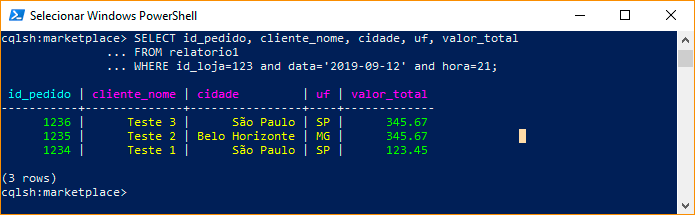 Selecionar Windows PowerShell
cqlsh:marketplace> SELECT id_pedido, cliente_nome, cidade, uf, valor_total
... FROM relatorio1
... WHERE id_loja=123 and data='2019-09-12' and hora=21;
id_pedido | cliente_nome | cidade | uf | valor_total
-----------+--------------+----------------+----+-------------
1236 | Teste 3 | São Paulo | SP | 345.67
1235 | Teste 2 | Belo Horizonte | MG | 345.67
1234 | Teste 1 | São Paulo | SP | 123.45
(3 rows)
cqlsh:marketplace>